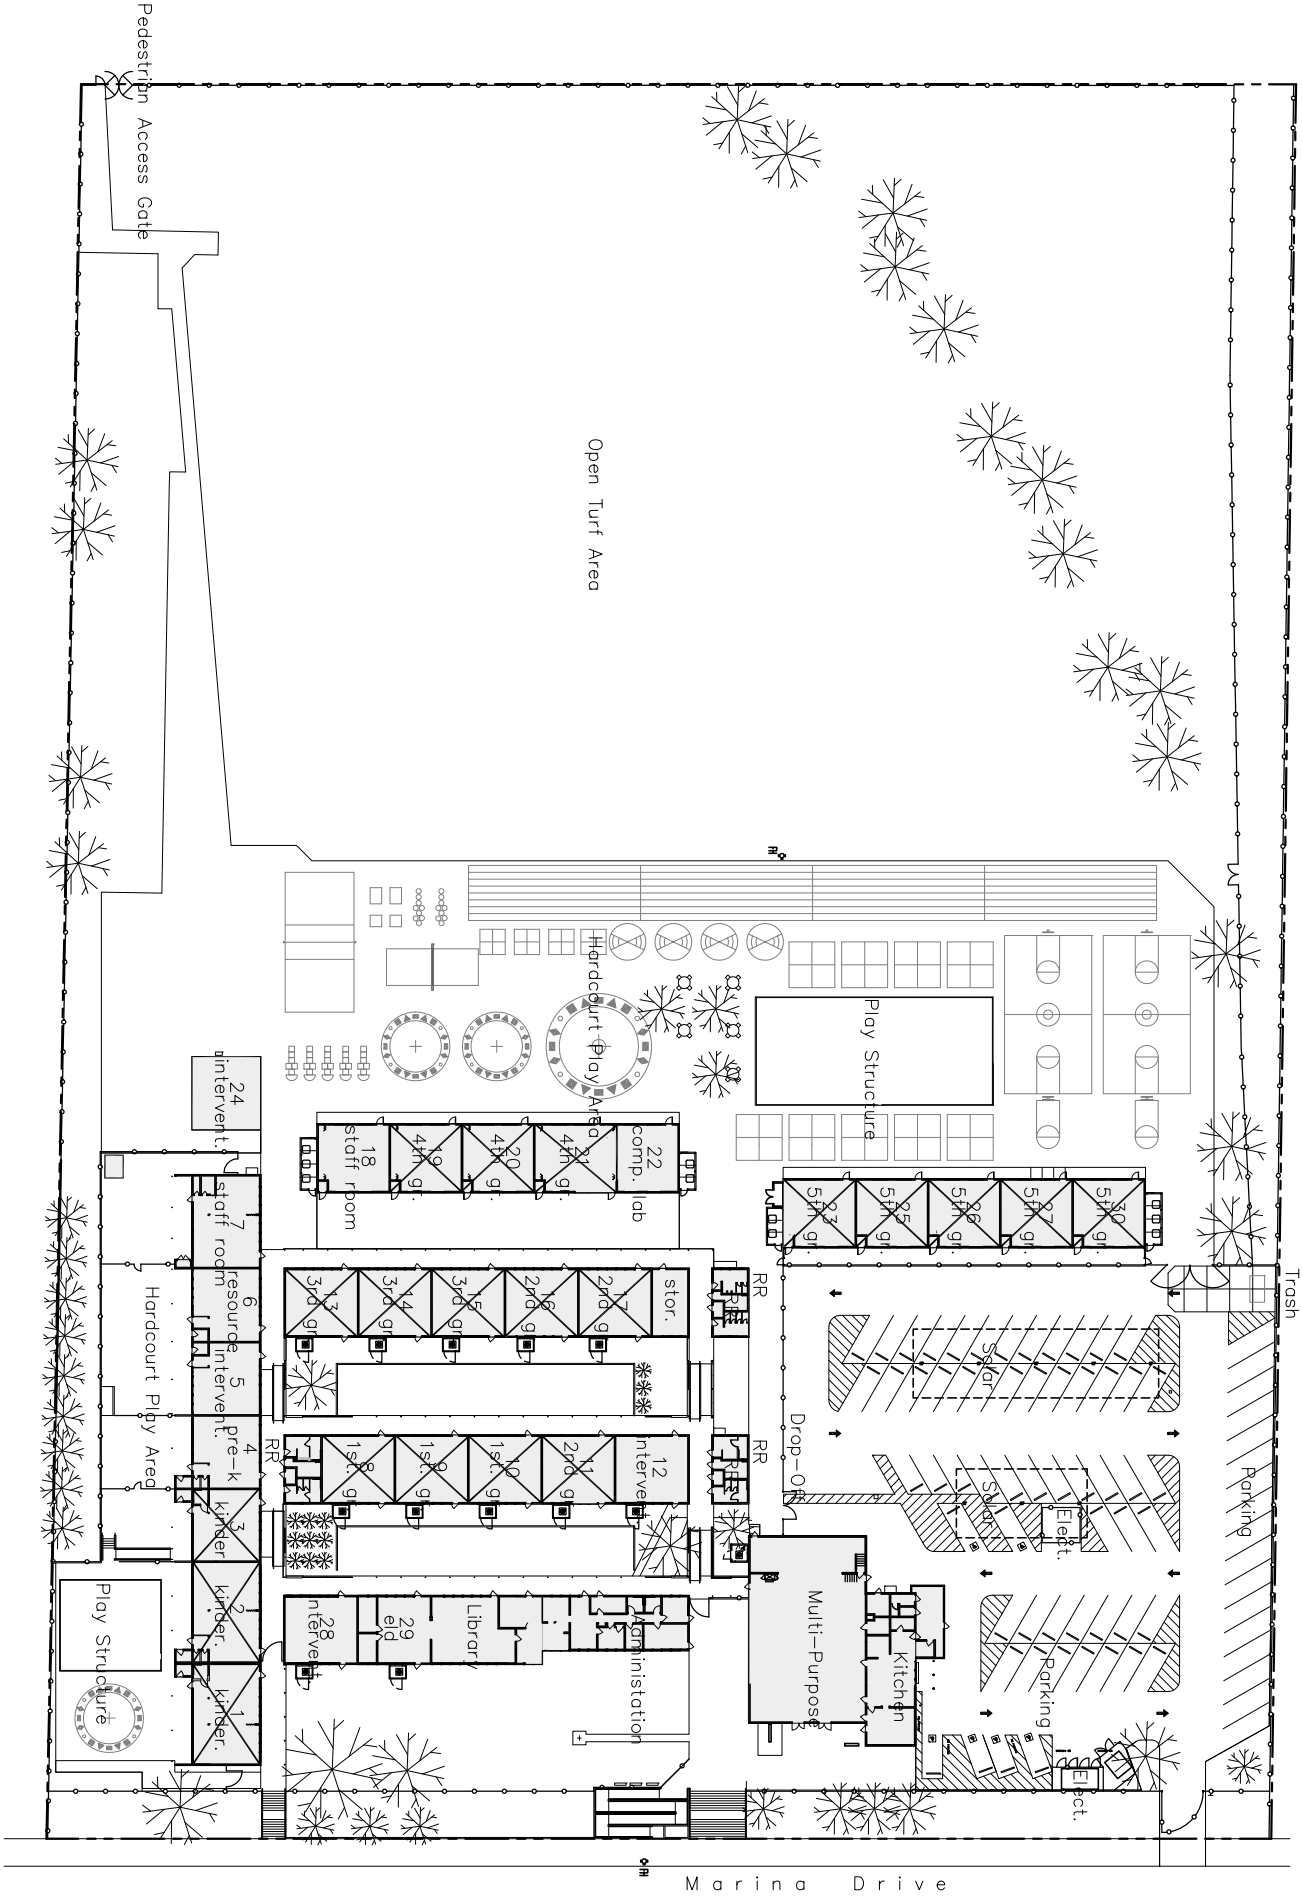 Pedestrian Access Gate
Open Turf Area
Hardcourt Play Area
Play Structure
24
intervent.
18
staff room
19
4th gr.
20
4th gr.
21
4th gr.
22
comp. lab
23
5th gr.
25
5th gr.
26
5th gr.
27
5th gr.
30
5th gr.
Trash
7
staff room
6
resource
5
intervent.
4
pre-k
3
kinder.
2
kinder.
1
kinder.
Hardcourt Play Area
Play Structure
13
3rd gr.
14
3rd gr.
15
3rd gr.
16
2nd gr.
17
2nd gr.
stor.
RR
RR
RR
8
1st. gr.
9
1st. gr.
10
1st. gr.
11
2nd gr.
12
intervent.
RR
RR
28
intervent.
29
eld
Library
Administation
Multi-Purpose
Kitchen
Drop-Off
Solar
Solar
Elect.
Parking
Parking
Elect.
Marina Drive